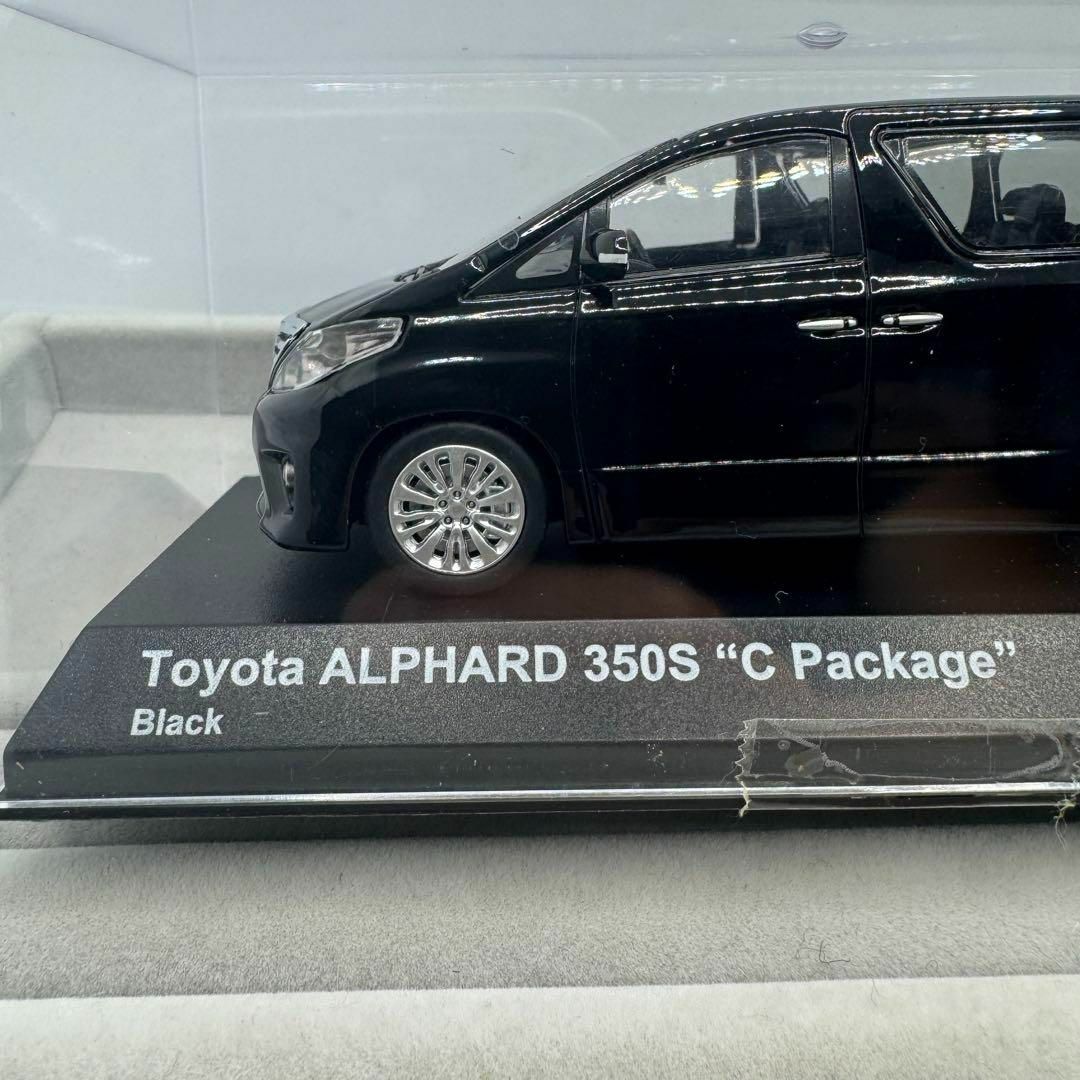 Toyota ALPHARD 350S “C Package”
Black